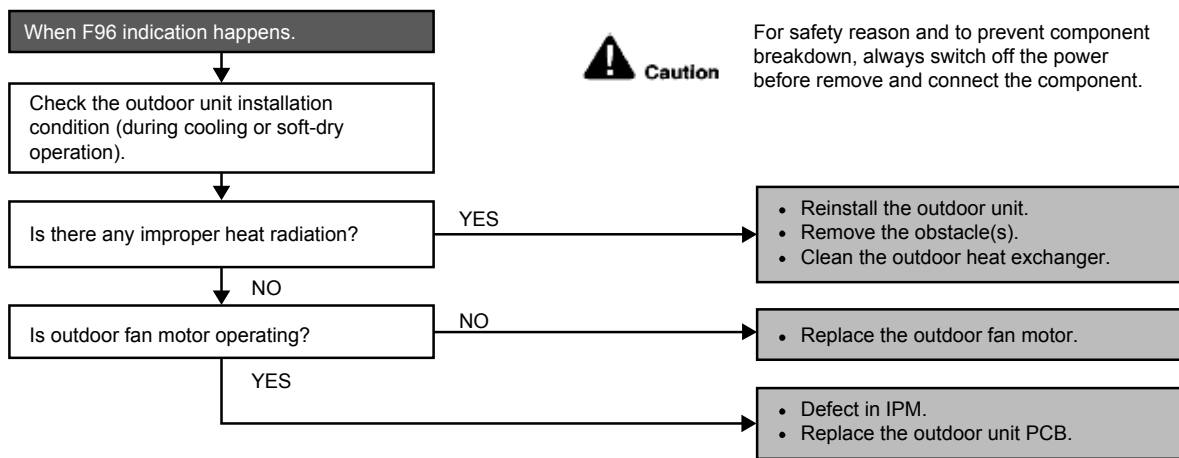 When F96 indication happens.
Caution
For safety reason and to prevent component
breakdown, always switch off the power
before remove and connect the component.
Check the outdoor unit installation
condition (during cooling or soft-dry
operation).
Is there any improper heat radiation?
YES
• Reinstall the outdoor unit.
• Remove the obstacle(s).
• Clean the outdoor heat exchanger.
NO
Is outdoor fan motor operating?
NO
• Replace the outdoor fan motor.
YES
• Defect in IPM.
• Replace the outdoor unit PCB.